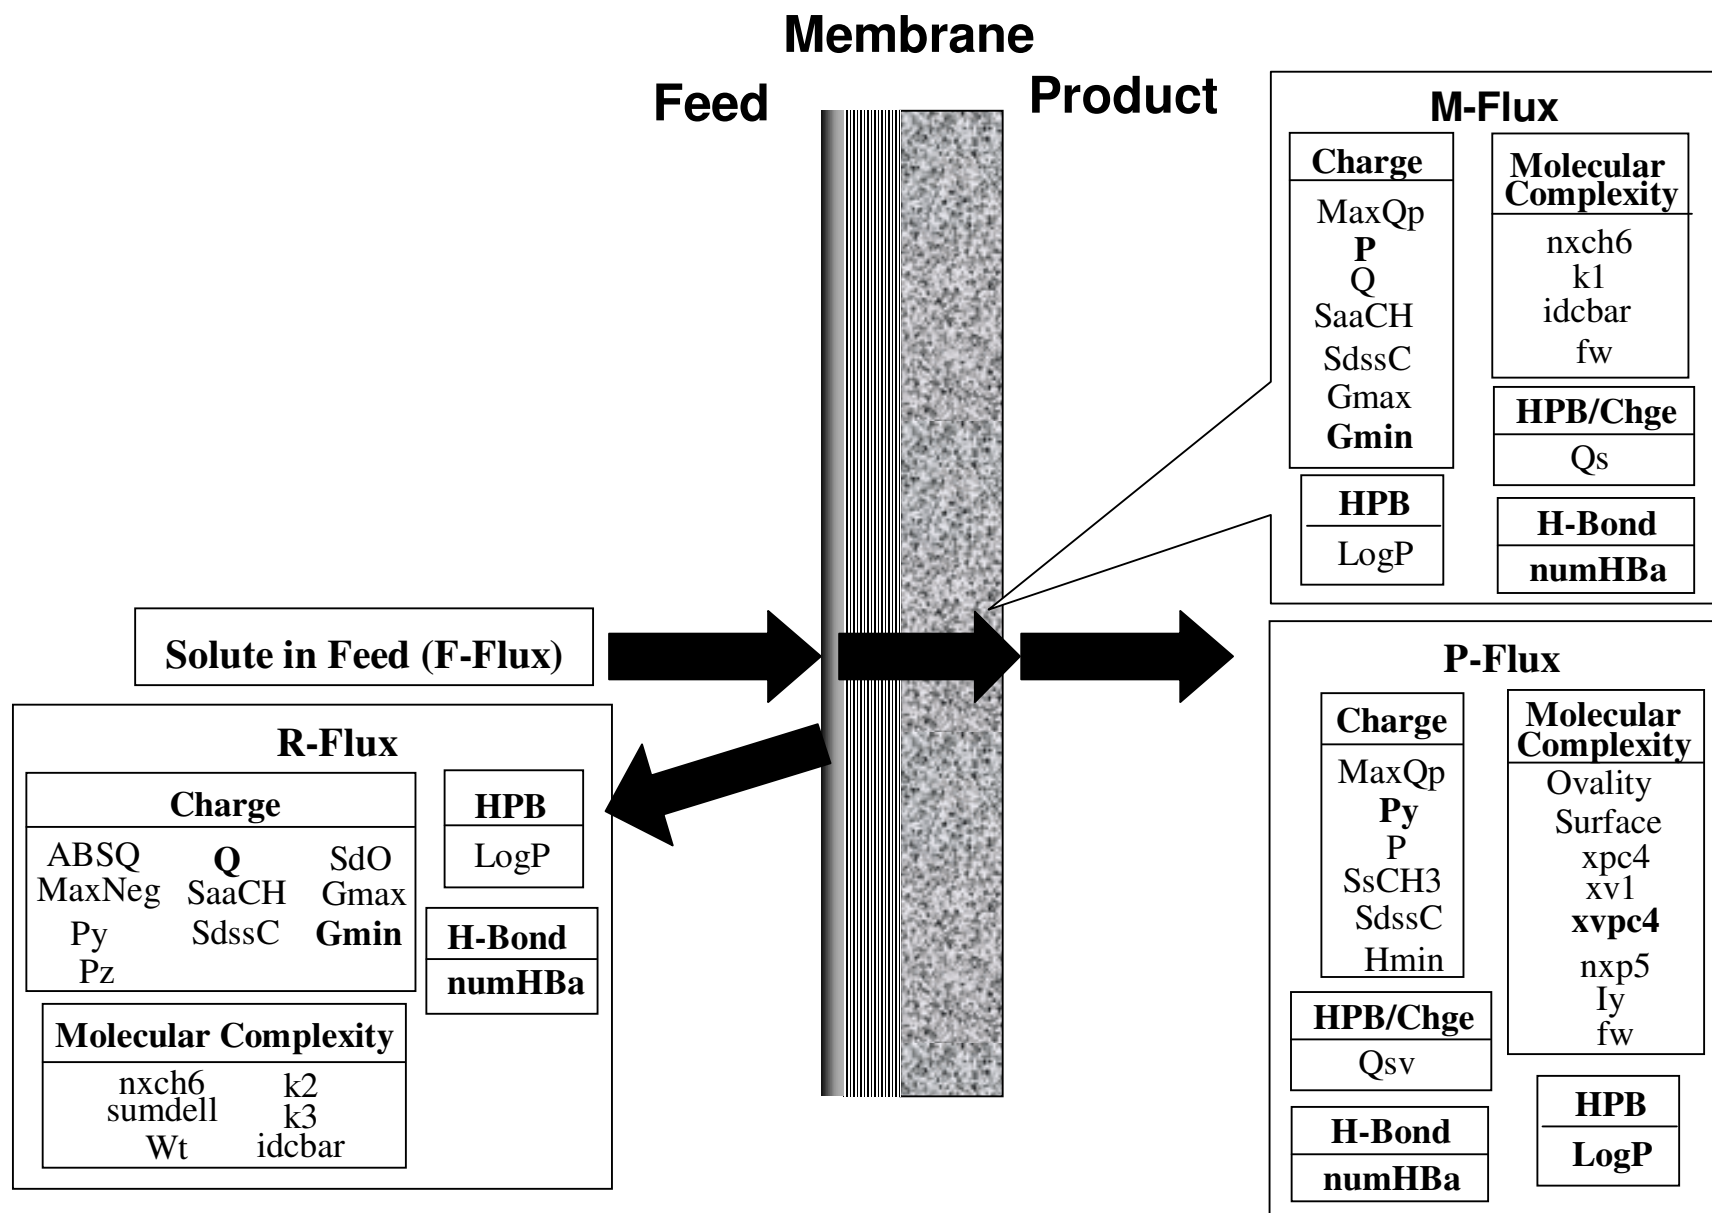 Membrane
Feed
Product
M-Flux
Charge
MaxQp
P
Q
SaaCH
SdssC
Gmax
Gmin
Molecular
Complexity
nxch6
k1
idcbar
fw
HPB/Chge
Qs
HPB
LogP
H-Bond
numHBa
Solute in Feed (F-Flux)
R-Flux
Charge
ABSQ Q SdO
MaxNeg SaaCH Gmax
Py SdssC Gmin
Pz
HPB
LogP
H-Bond
numHBa
Molecular Complexity
nxch6 k2
sumdell k3
Wt idcbar
P-Flux
Charge
MaxQp
Py
P
SsCH3
SdssC
Hmin
Molecular
Complexity
Ovality
Surface
xpc4
xv1
xvpc4
nxp5
Iy
fw
HPB/Chge
Qsv
H-Bond
numHBa
HPB
LogP